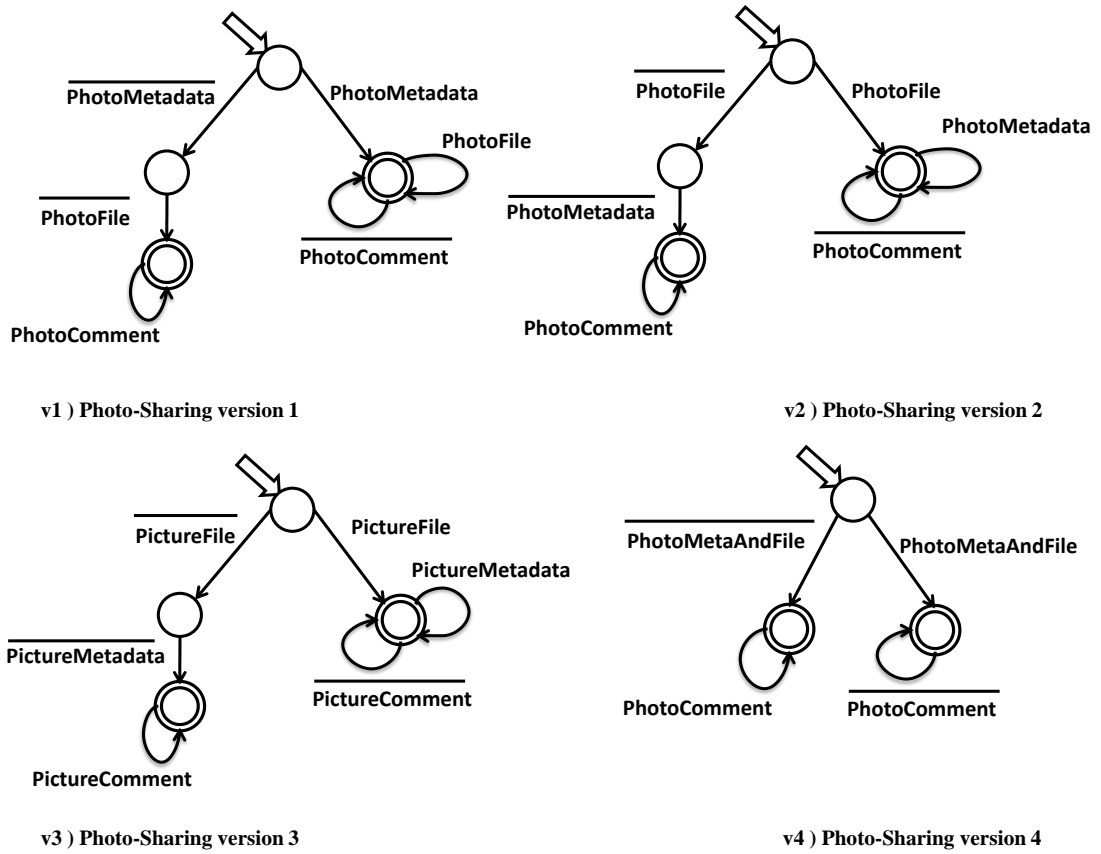 PhotoMetadata
PhotoMetadata
PhotoFile
PhotoFile
PhotoComment
PhotoComment
v1 ) Photo-Sharing version 1
PhotoFile
PhotoFile
PhotoMetadata
PhotoMetadata
PhotoComment
PhotoComment
v2 ) Photo-Sharing version 2
PictureFile
PictureFile
PictureMetadata
PictureMetadata
PictureComment
PictureComment
v3 ) Photo-Sharing version 3
PhotoMetaAndFile
PhotoMetaAndFile
PhotoComment
PhotoComment
v4 ) Photo-Sharing version 4